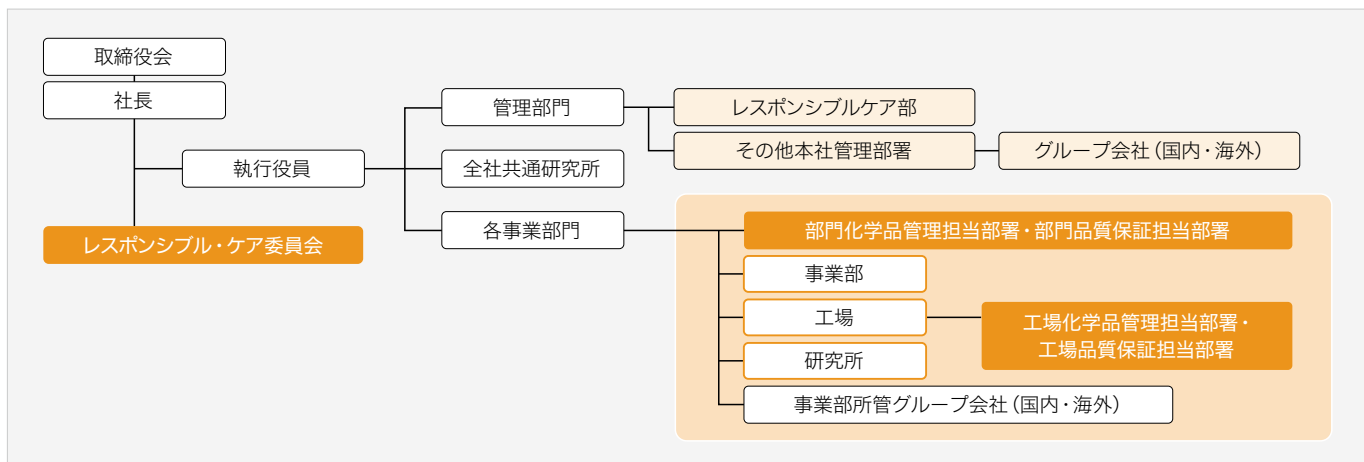 取締役会
社長
執行役員
レスポンシブル・ケア委員会
管理部門
全社共通研究所
各事業部門
レスポンシブルケア部
その他本社管理部署
グループ会社（国内・海外）
部門化学品管理担当部署・部門品質保証担当部署
事業部
工場
工場化学品管理担当部署・
工場品質保証担当部署
研究所
事業部所管グループ会社（国内・海外）